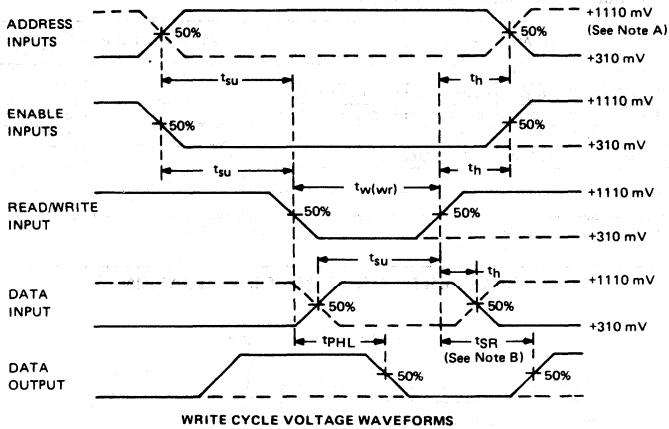 ADDRESS
INPUTS
50%
50%
+1110 mV
(See Note A)
+310 mV
tsu
th
ENABLE
INPUTS
50%
50%
+1110 mV
+310 mV
tsu
th
tw(wr)
READ/WRITE
INPUT
50%
50%
+1110 mV
+310 mV
tsu
th
DATA
INPUT
50%
50%
+1110 mV
+310 mV
tPHL
tSR
(See Note B)
DATA
OUTPUT
50%
50%
WRITE CYCLE VOLTAGE WAVEFORMS